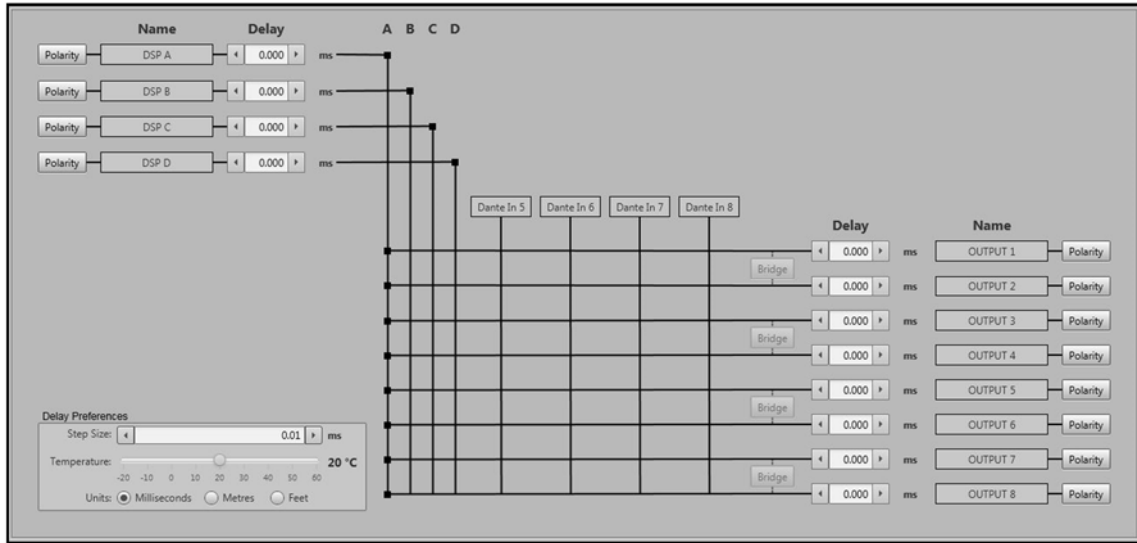 Name Delay A B C D
Polarity DSP A 0.000 ms
Polarity DSP B 0.000 ms
Polarity DSP C 0.000 ms
Polarity DSP D 0.000 ms
Dante In 5 Dante In 6 Dante In 7 Dante In 8
Delay Name
0.000 ms OUTPUT 1 Polarity
Bridge
0.000 ms OUTPUT 2 Polarity
0.000 ms OUTPUT 3 Polarity
Bridge
0.000 ms OUTPUT 4 Polarity
0.000 ms OUTPUT 5 Polarity
Bridge
0.000 ms OUTPUT 6 Polarity
0.000 ms OUTPUT 7 Polarity
Bridge
0.000 ms OUTPUT 8 Polarity
Delay Preferences
Step Size: 0.01 ms
Temperature: 20 °C
-20 -10 0 10 20 30 40 50 60
Units: Milliseconds Metres Feet